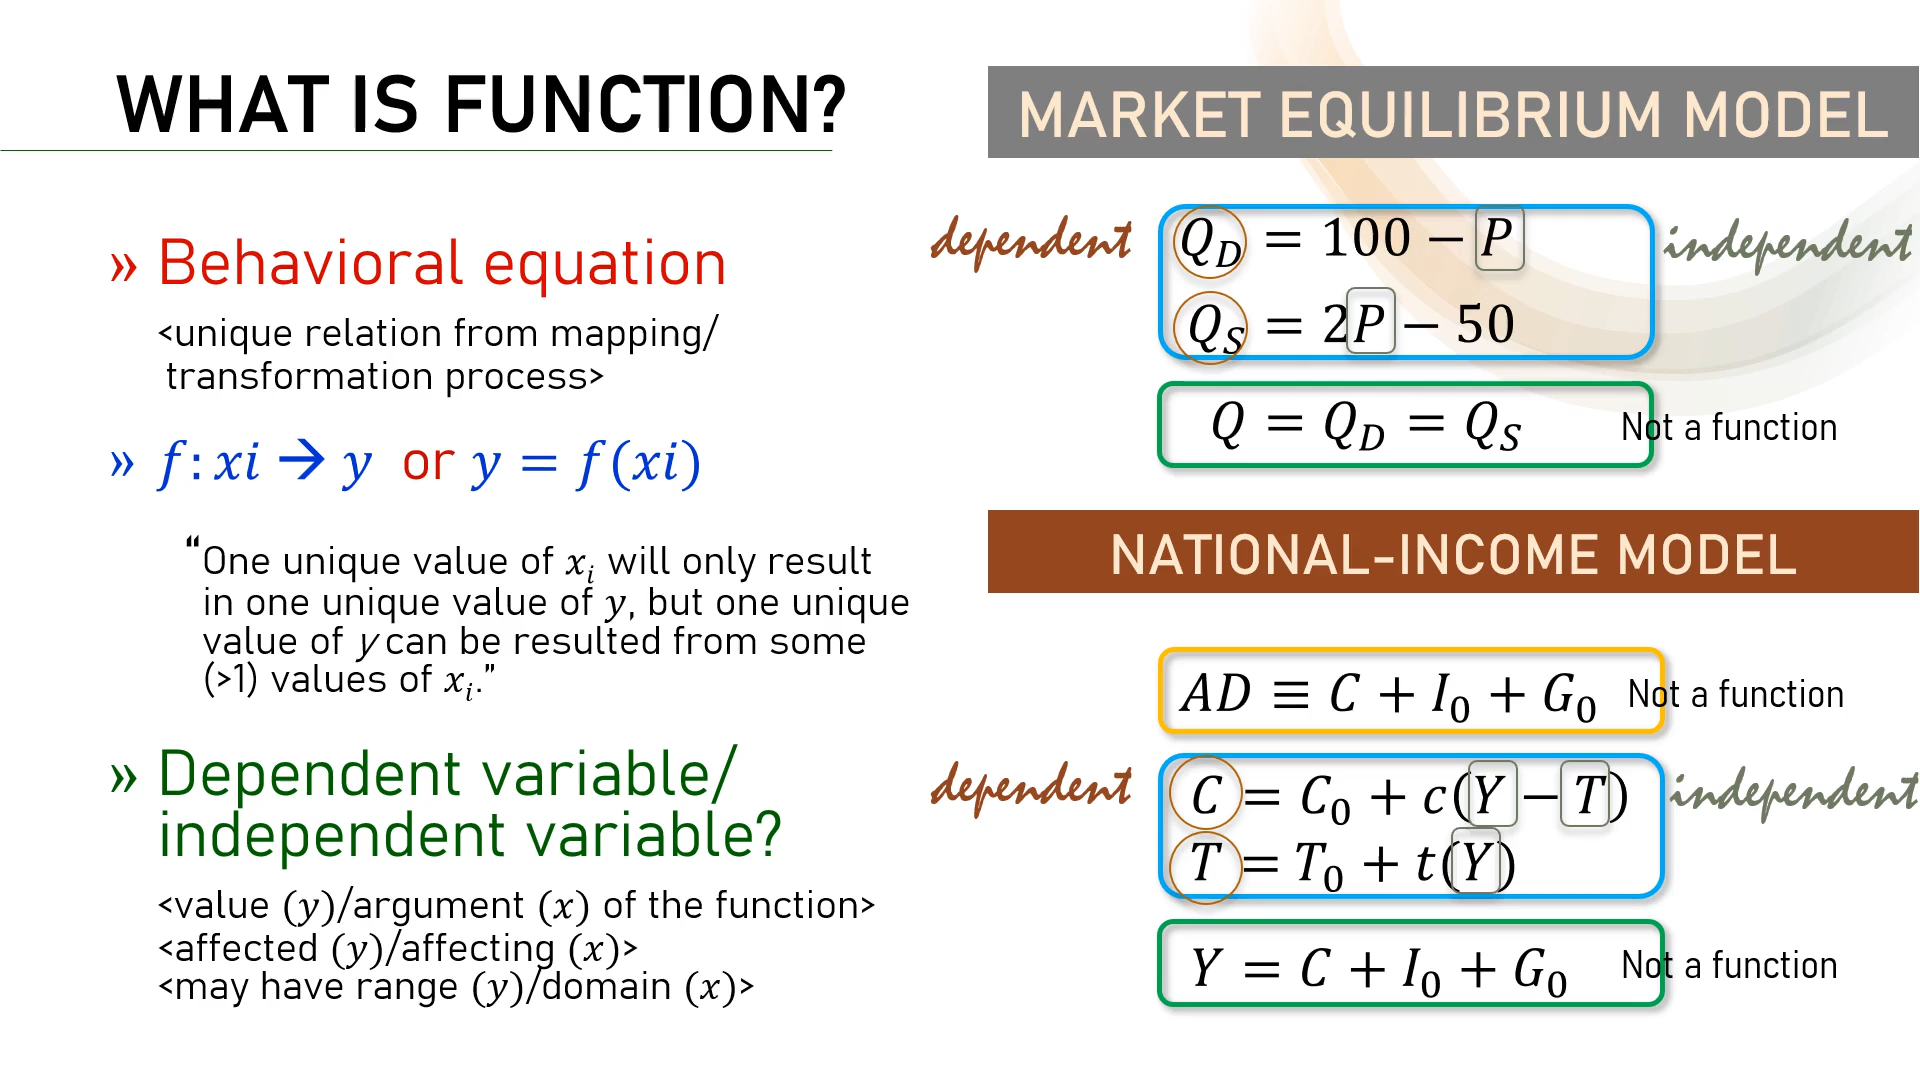 WHAT IS FUNCTION?
» Behavioral equation
<unique relation from mapping/
transformation process>
» f: xi → y or y = f(xi)
“One unique value of xᵢ will only result
in one unique value of y, but one unique
value of y can be resulted from some
(>1) values of xᵢ.”
» Dependent variable/
independent variable?
<value (y)/argument (x) of the function>
<affected (y)/affecting (x)>
<may have range (y)/domain (x)>
MARKET EQUILIBRIUM MODEL
dependent
Q_D = 100 − P
independent
Q_S = 2P − 50
Q = Q_D = Q_S
Not a function
NATIONAL-INCOME MODEL
AD ≡ C + I₀ + G₀
Not a function
dependent
C = C₀ + c(Y − T)
independent
T = T₀ + t(Y)
Y = C + I₀ + G₀
Not a function